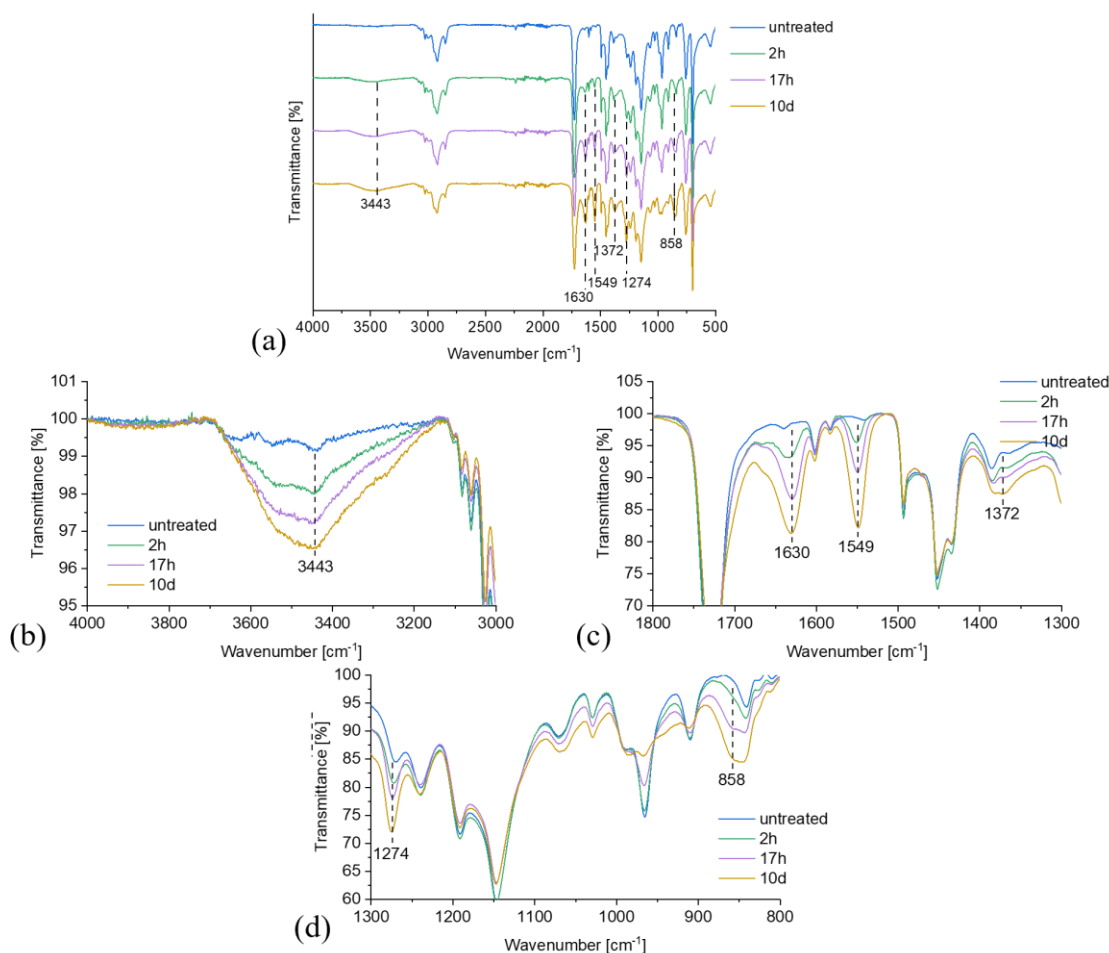 untreated
2h
17h
10d
Transmittance [%]
3443
1372
858
1549
1274
1630
4000 3500 3000 2500 2000 1500 1000 500
Wavenumber [cm⁻¹]
(a)
101
100
99
98
97
96
95
Transmittance [%]
untreated
2h
17h
10d
3443
4000 3800 3600 3400 3200 3000
Wavenumber [cm⁻¹]
(b)
105
100
95
90
85
80
75
70
Transmittance [%]
untreated
2h
17h
10d
1372
1630
1549
1800 1700 1600 1500 1400 1300
Wavenumber [cm⁻¹]
(c)
100
95
90
85
80
75
70
65
60
Transmittance [%]
858
untreated
2h
17h
10d
1274
1300 1200 1100 1000 900 800
Wavenumber [cm⁻¹]
(d)